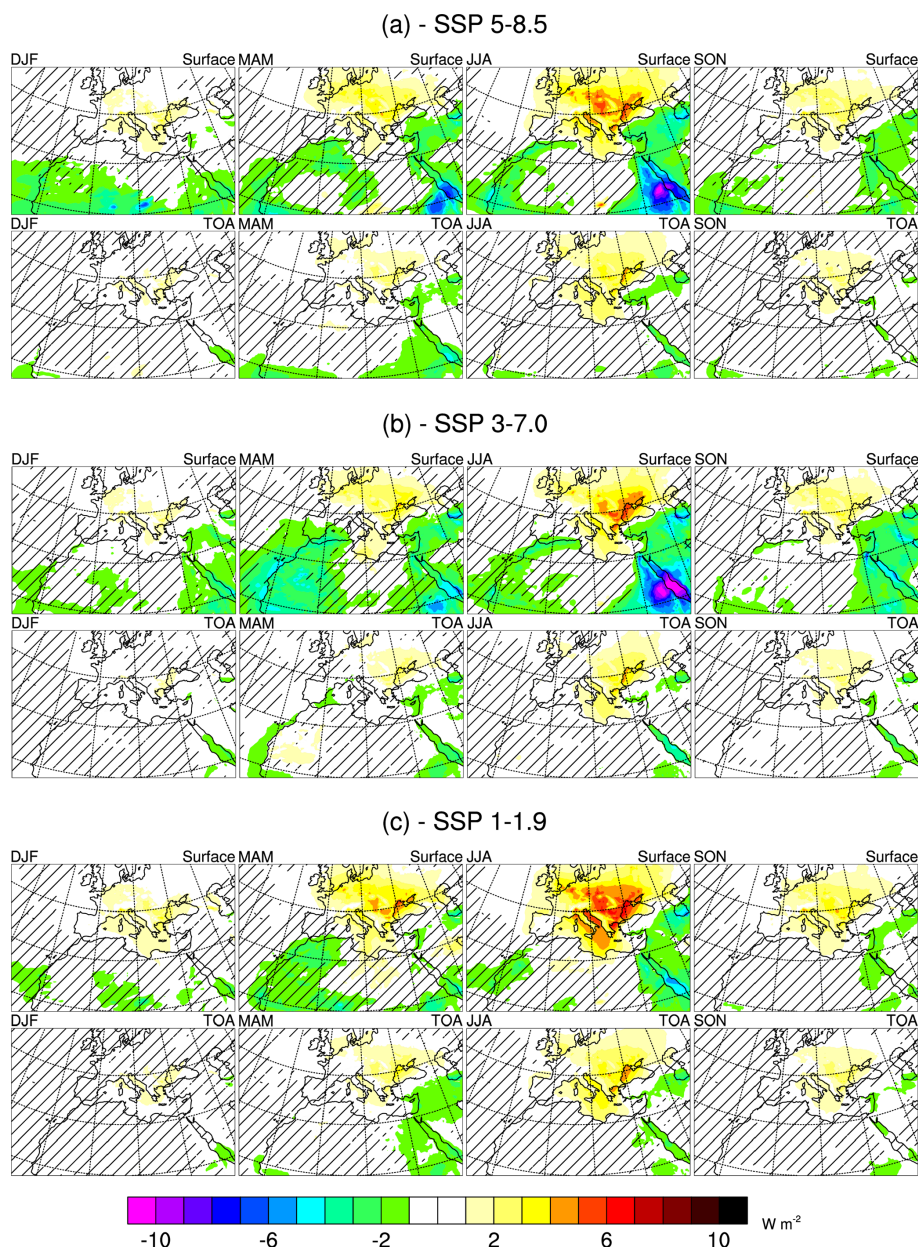 (a) - SSP 5-8.5
DJF Surface MAM Surface JJA Surface SON Surface
DJF TOA MAM TOA JJA TOA SON TOA
(b) - SSP 3-7.0
DJF Surface MAM Surface JJA Surface SON Surface
DJF TOA MAM TOA JJA TOA SON TOA
(c) - SSP 1-1.9
DJF Surface MAM Surface JJA Surface SON Surface
DJF TOA MAM TOA JJA TOA SON TOA
W m⁻²
-10 -6 -2 2 6 10